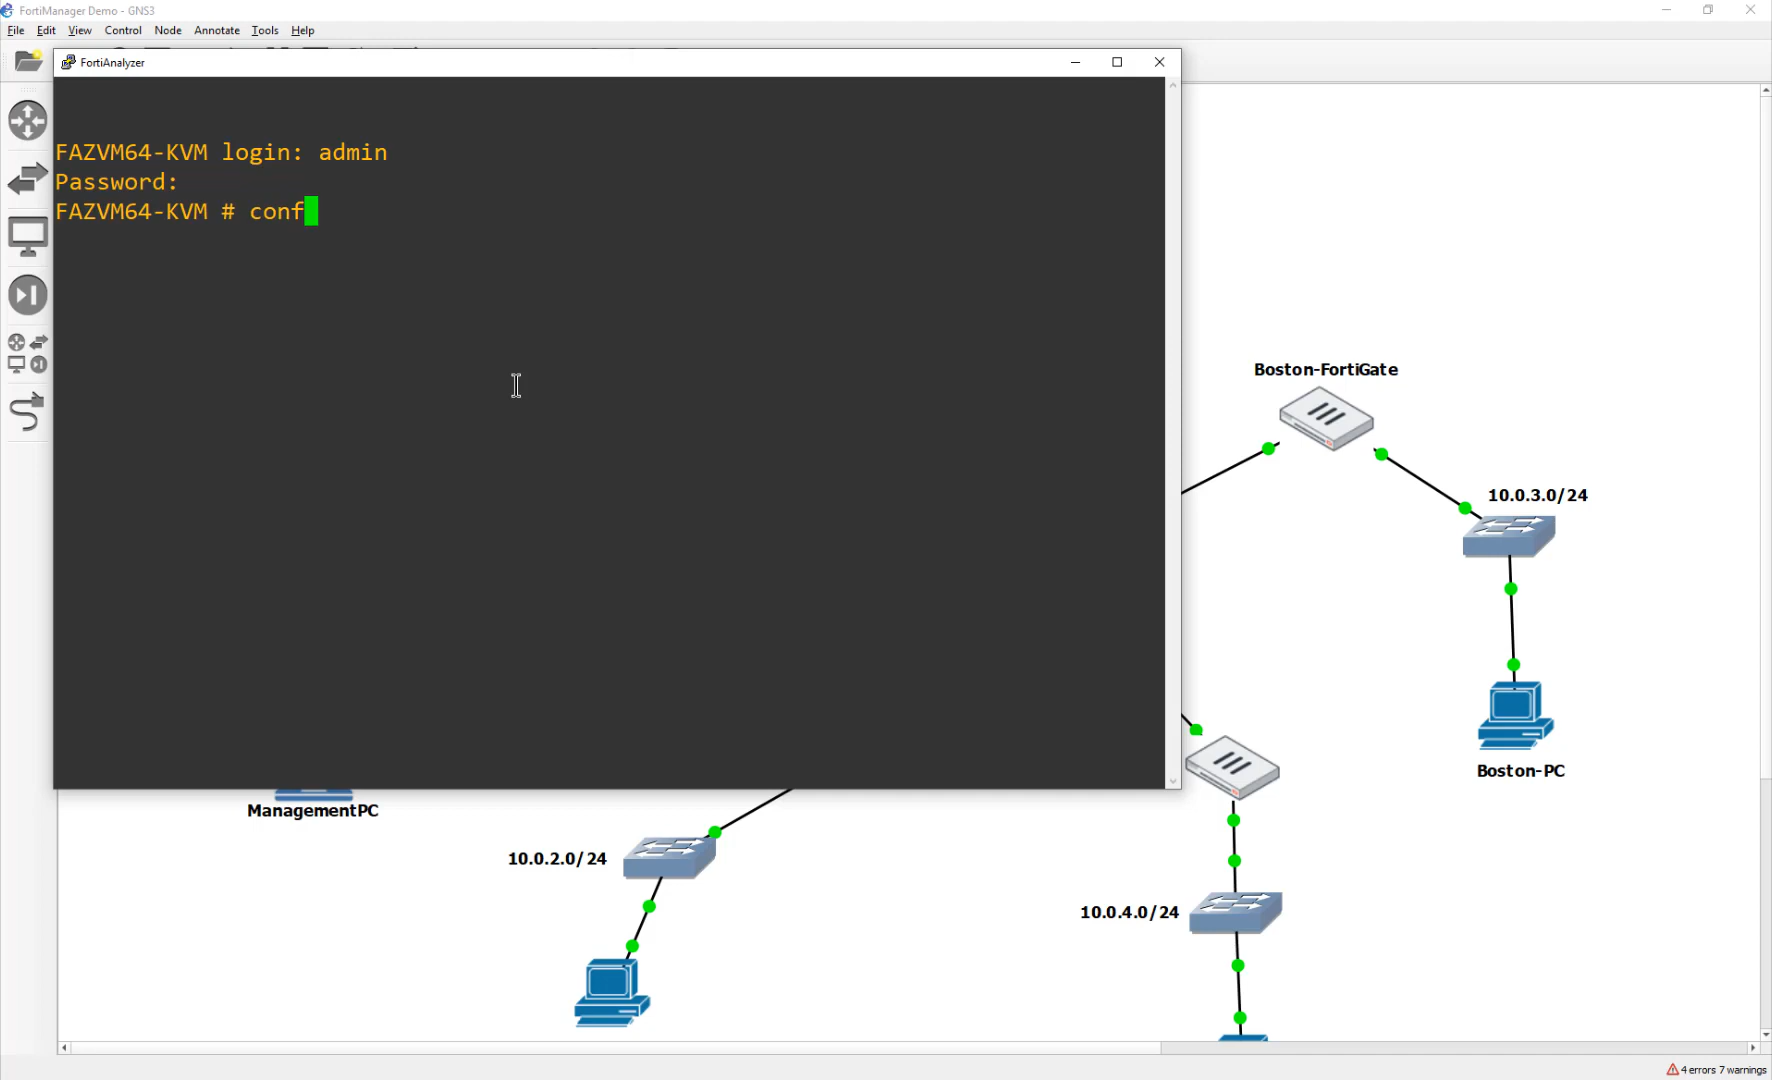 FortiManager Demo - GNS3
File Edit View Control Node Annotate Tools Help
FortiAnalyzer
FAZVM64-KVM login: admin
Password:
FAZVM64-KVM # conf
Boston-FortiGate
10.0.3.0/24
Boston-PC
ManagementPC
10.0.2.0/24
10.0.4.0/24
4 errors 7 warnings